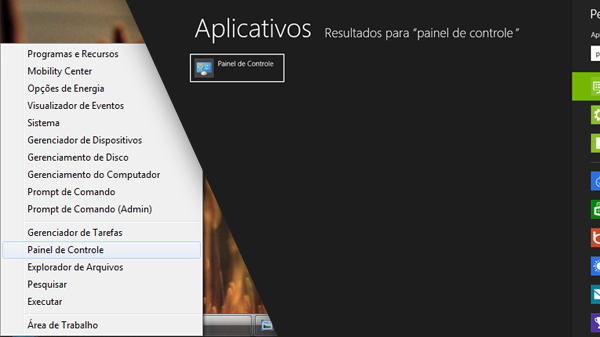 Programas e Recursos
Mobility Center
Opções de Energia
Visualizador de Eventos
Sistema
Gerenciador de Dispositivos
Gerenciamento de Disco
Gerenciamento do Computador
Prompt de Comando
Prompt de Comando (Admin)
Gerenciador de Tarefas
Painel de Controle
Explorador de Arquivos
Pesquisar
Executar
Área de Trabalho
Aplicativos Resultados para “painel de controle”
Painel de Controle
Pe
Apl
p